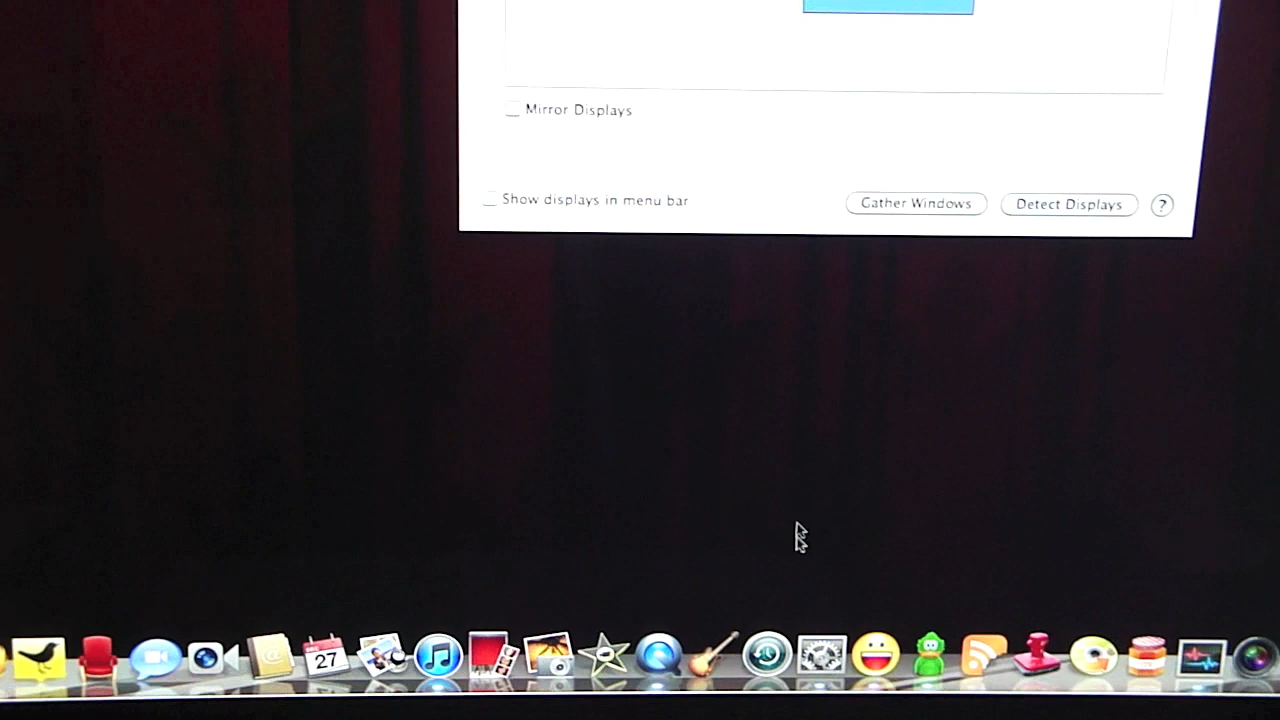 Mirror Displays
Show displays in menu bar
Gather Windows
Detect Displays
?
27